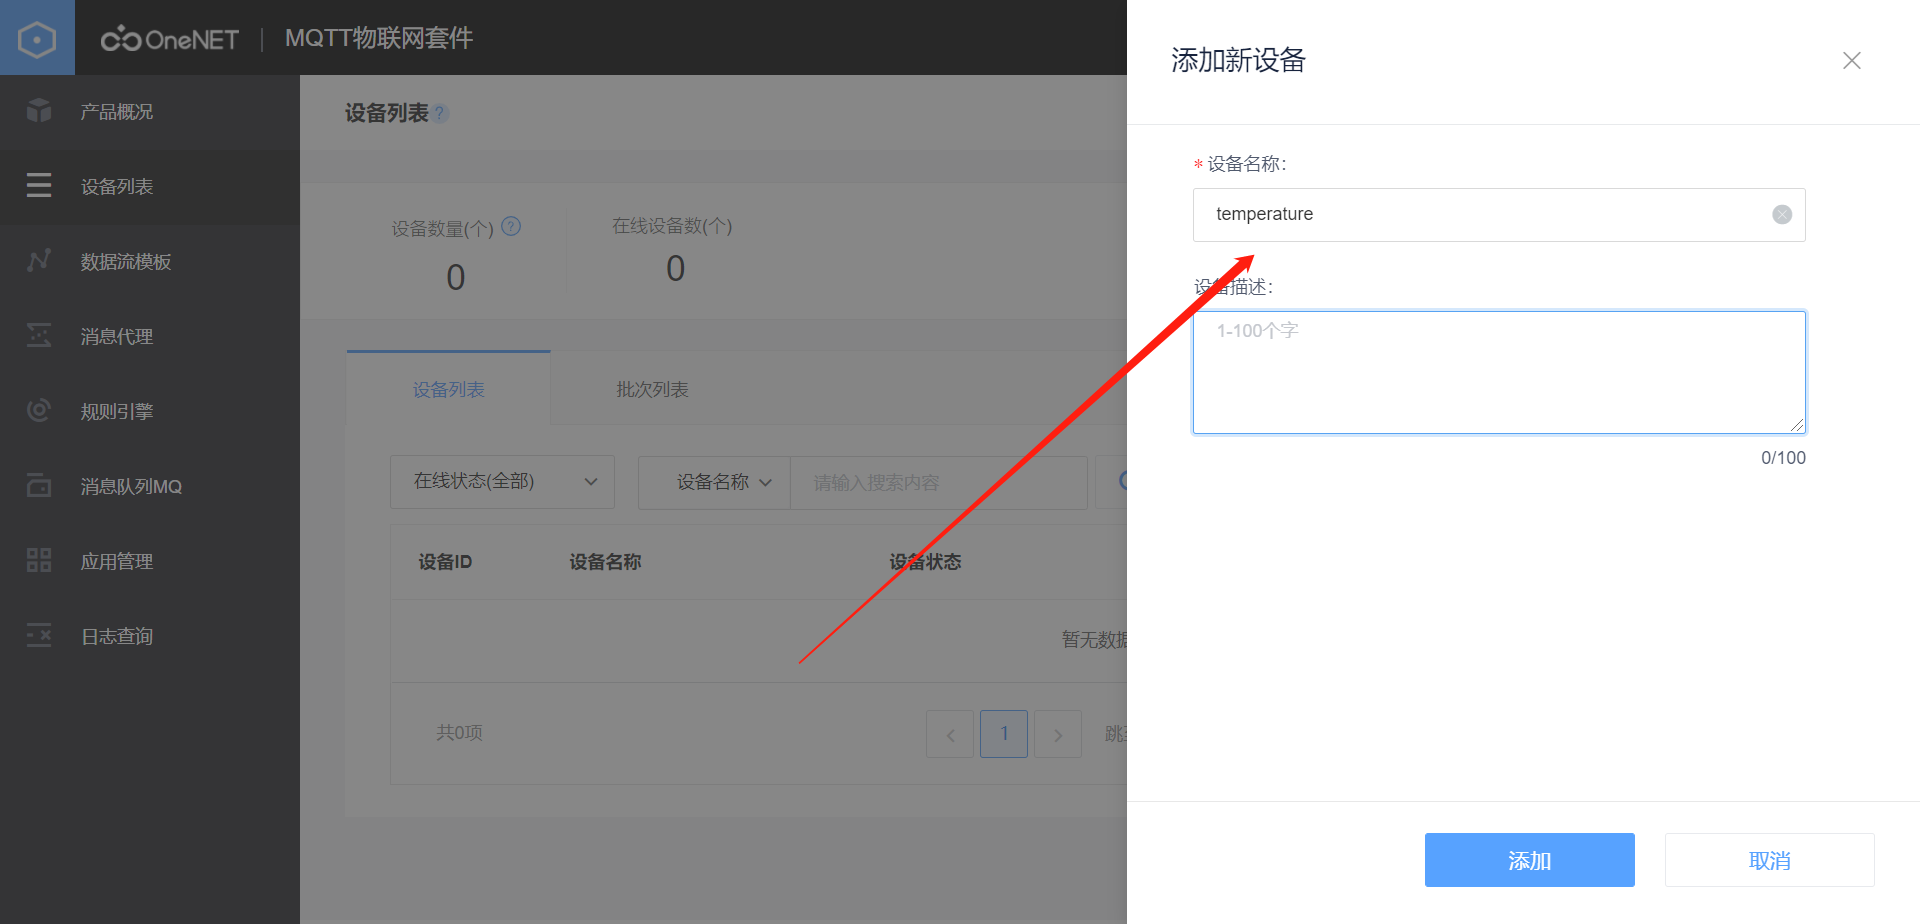 OneNET | MQTT物联网套件
产品概况
设备列表
数据流模板
消息代理
规则引擎
消息队列MQ
应用管理
日志查询
设备列表 ?
设备数量(个) ?
0
在线设备数(个)
0
设备列表
批次列表
在线状态(全部)
设备名称
请输入搜索内容
设备ID
设备名称
设备状态
暂无数据
共0项
1
添加新设备
* 设备名称：
temperature
设备描述：
1-100个字
0/100
添加
取消